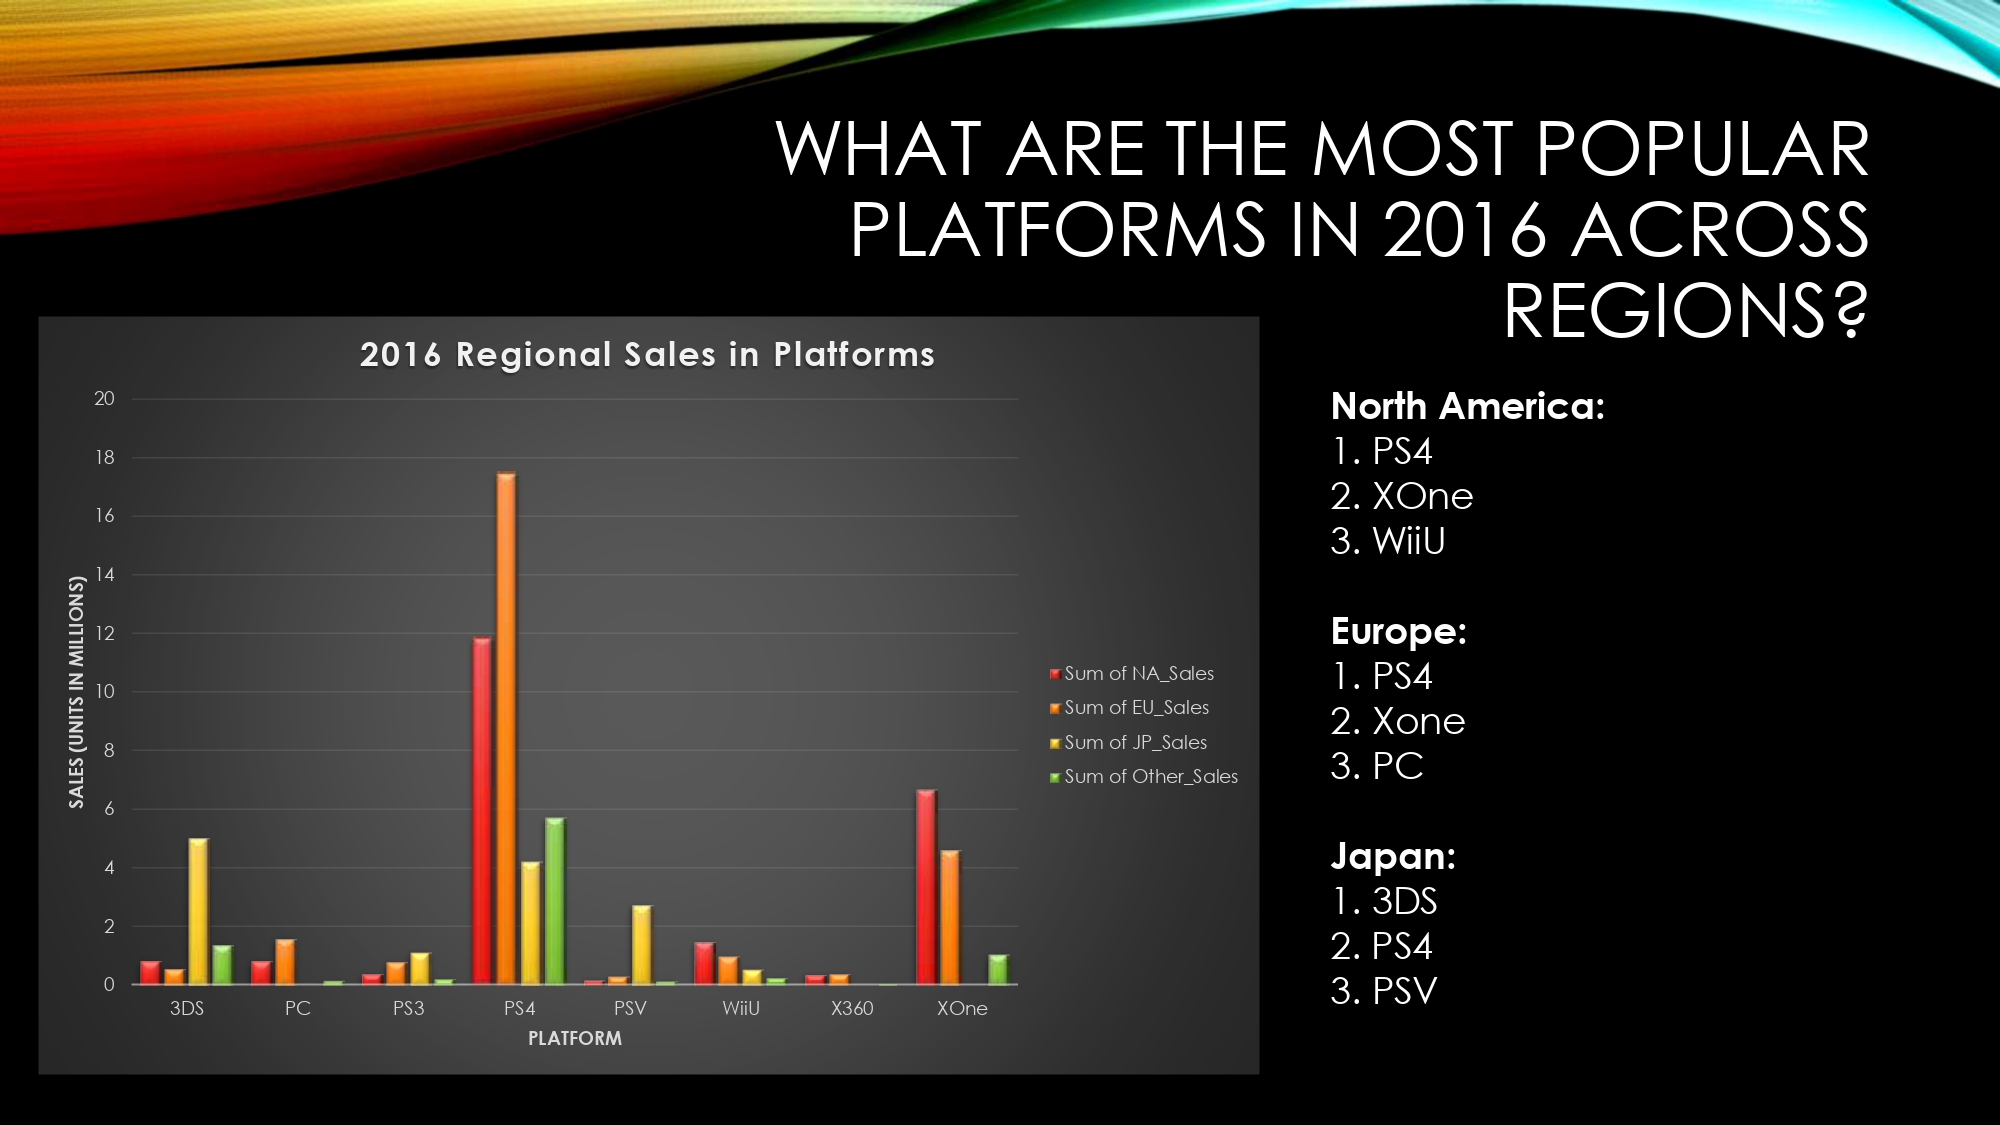 WHAT ARE THE MOST POPULAR
PLATFORMS IN 2016 ACROSS
REGIONS?
2016 Regional Sales in Platforms
20
18
16
14
12
10
8
6
4
2
0
SALES (UNITS IN MILLIONS)
3DS PC PS3 PS4 PSV WiiU X360 XOne
PLATFORM
Sum of NA_Sales
Sum of EU_Sales
Sum of JP_Sales
Sum of Other_Sales
North America:
1. PS4
2. XOne
3. WiiU
Europe:
1. PS4
2. Xone
3. PC
Japan:
1. 3DS
2. PS4
3. PSV